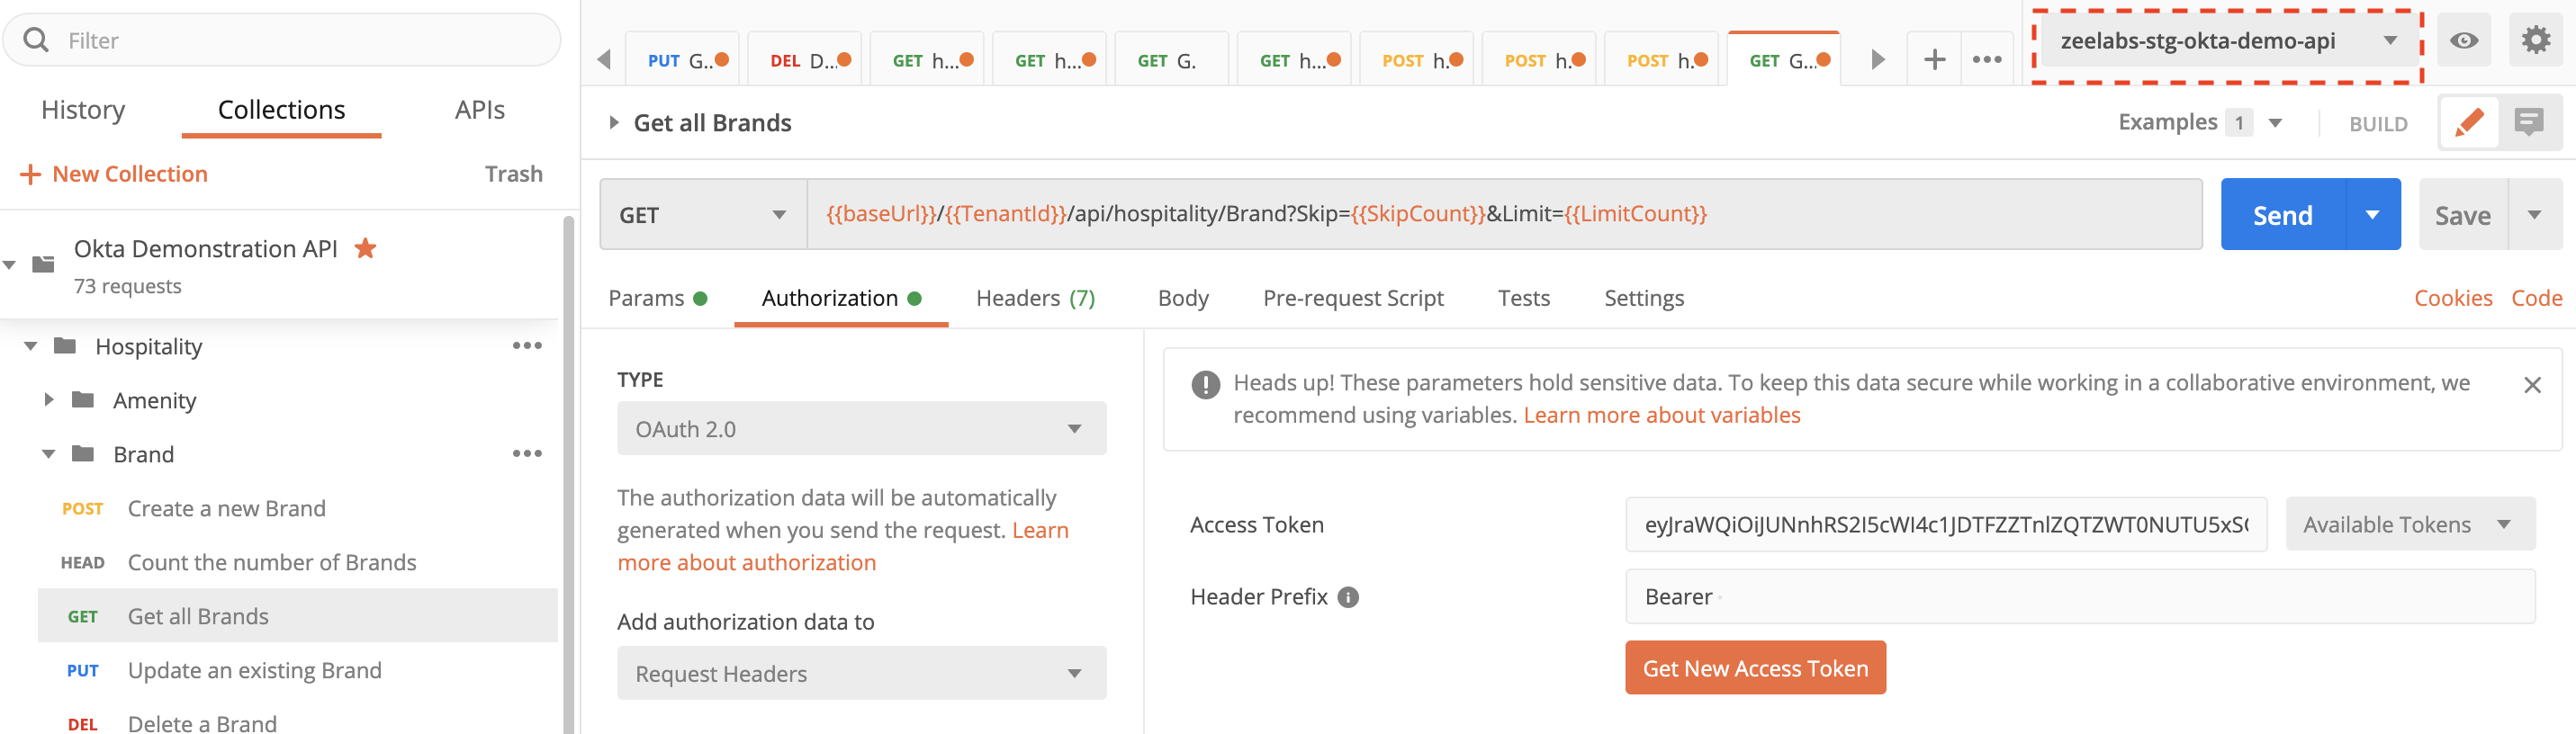 Filter
History Collections APIs
+ New Collection Trash
Okta Demonstration API
73 requests
Hospitality
Amenity
Brand
POST Create a new Brand
HEAD Count the number of Brands
GET Get all Brands
PUT Update an existing Brand
DEL Delete a Brand
PUT G.. DEL D... GET h... GET h... GET G. GET h... POST h. POST h. POST h. GET G...
zeelabs-stg-okta-demo-api
Get all Brands
Examples 1 BUILD
GET {{baseUrl}}/{{TenantId}}/api/hospitality/Brand?Skip={{SkipCount}}&Limit={{LimitCount}} Send Save
Params Authorization Headers (7) Body Pre-request Script Tests Settings Cookies Code
TYPE
OAuth 2.0
The authorization data will be automatically
generated when you send the request. Learn
more about authorization
Add authorization data to
Request Headers
Heads up! These parameters hold sensitive data. To keep this data secure while working in a collaborative environment, we
recommend using variables. Learn more about variables
Access Token
Available Tokens
Header Prefix
Bearer
Get New Access Token